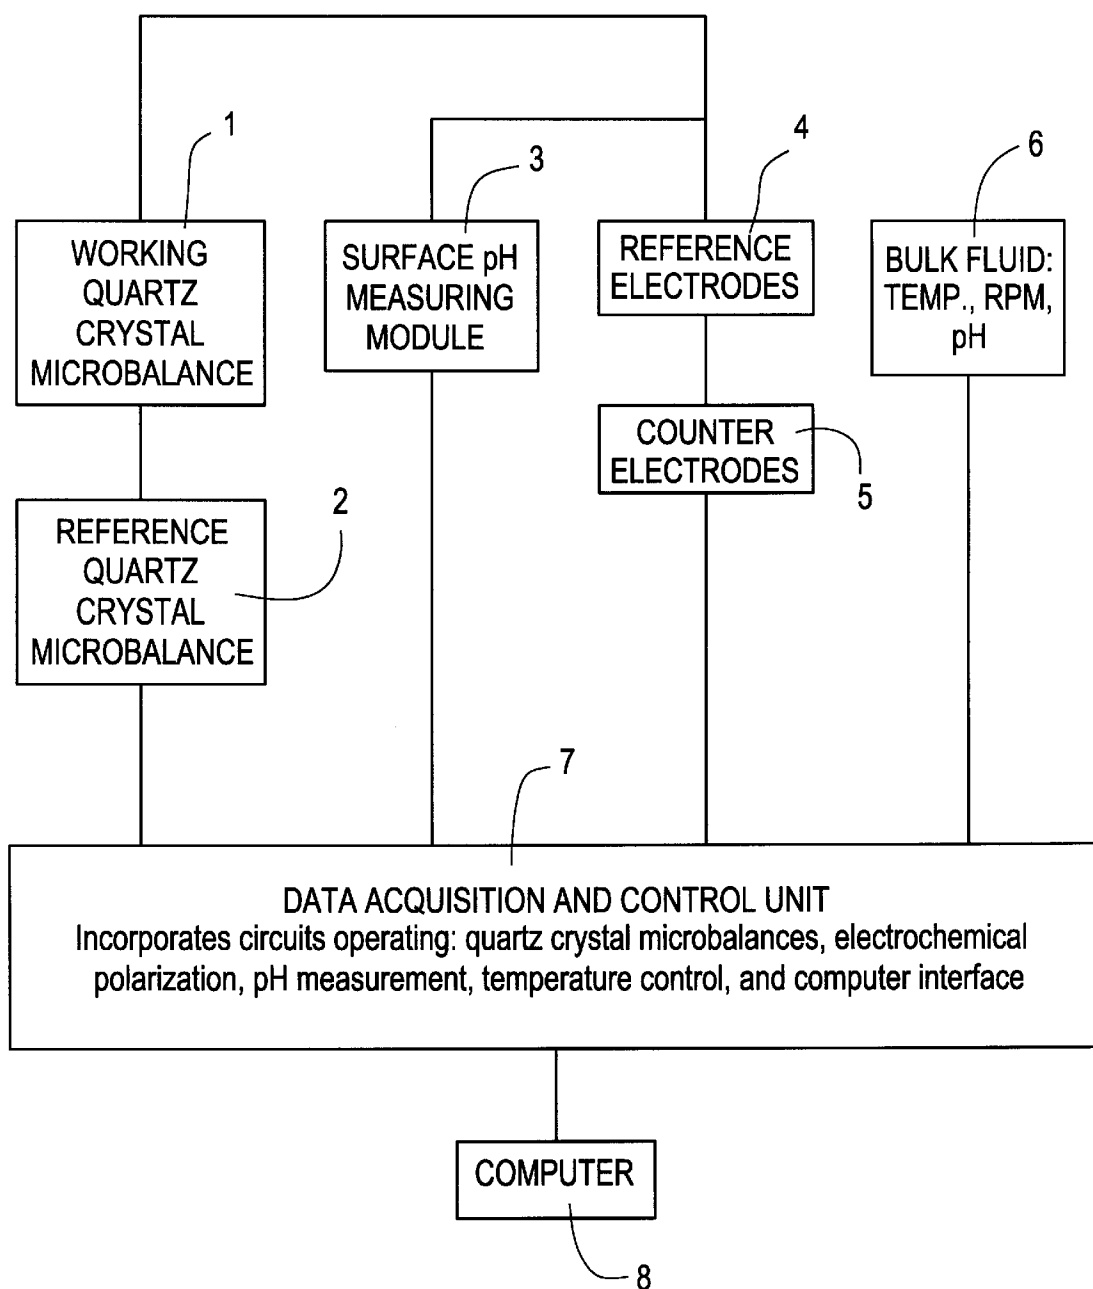 1
WORKING
QUARTZ
CRYSTAL
MICROBALANCE
2
REFERENCE
QUARTZ
CRYSTAL
MICROBALANCE
3
SURFACE pH
MEASURING
MODULE
4
REFERENCE
ELECTRODES
COUNTER
ELECTRODES
5
6
BULK FLUID:
TEMP., RPM,
pH
7
DATA ACQUISITION AND CONTROL UNIT
Incorporates circuits operating: quartz crystal microbalances, electrochemical
polarization, pH measurement, temperature control, and computer interface
COMPUTER
8